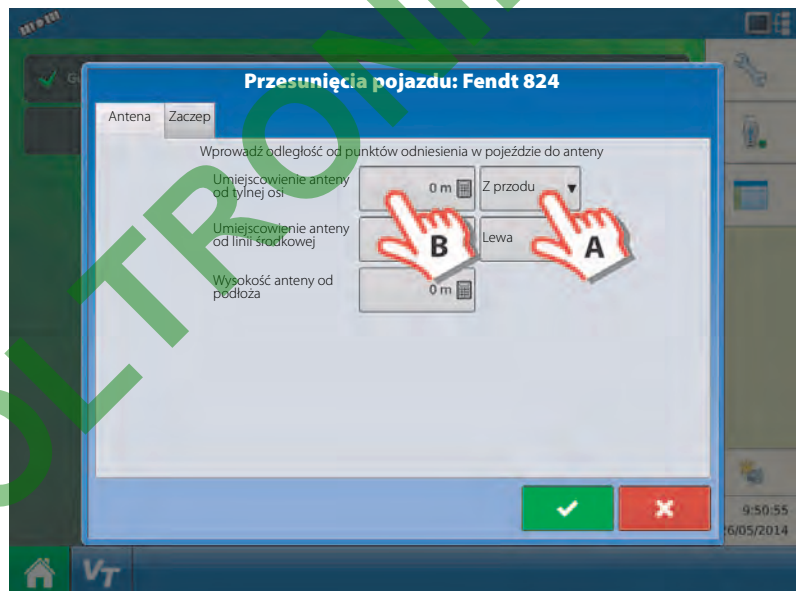 Przesunięcia pojazdu: Fendt 824
Antena Zaczep
Wprowadź odległość od punktów odniesienia w pojeździe do anteny
Umiejscowienie anteny
od tylnej osi
0 m Z przodu
Umiejscowienie anteny
od linii środkowej
B Lewa A
Wysokość anteny od
podłoża
0 m
9:50:55
6/05/2014
VT
OLTRONI